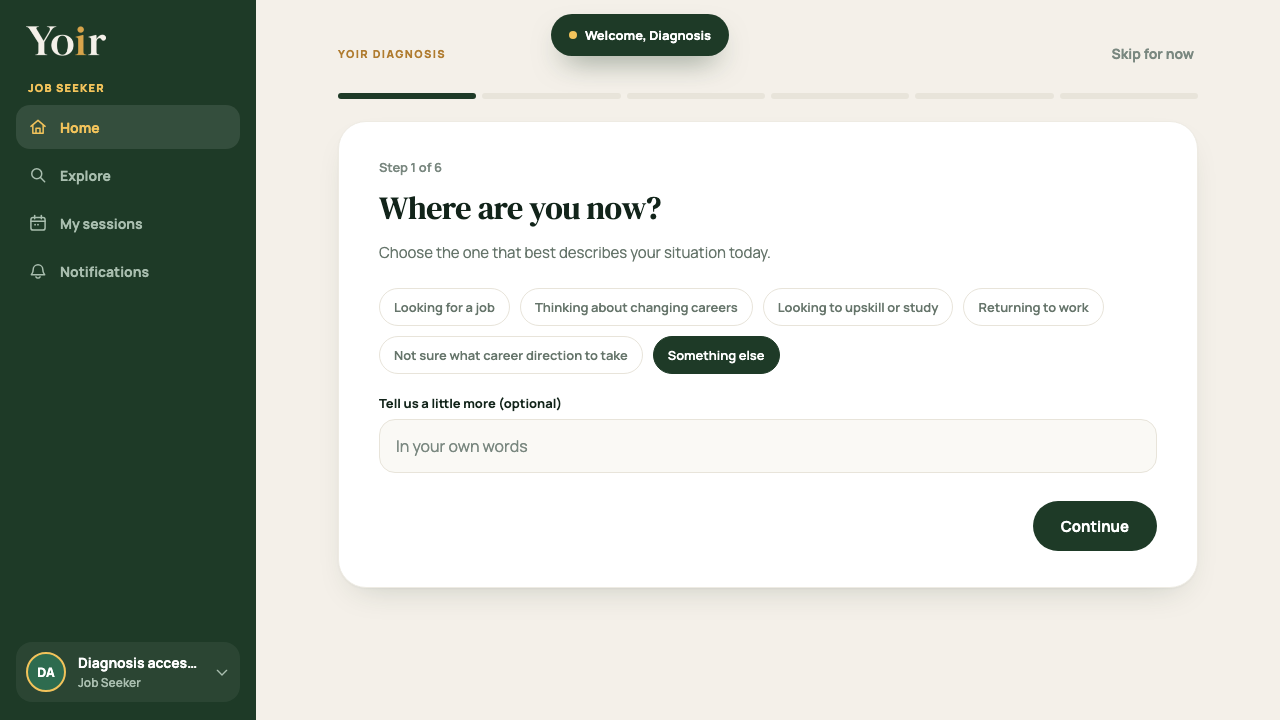 Yoir
JOB SEEKER
Home
Explore
My sessions
Notifications
DA
Diagnosis acces...
Job Seeker
Welcome, Diagnosis
YOIR DIAGNOSIS
Skip for now
Step 1 of 6
Where are you now?
Choose the one that best describes your situation today.
Looking for a job
Thinking about changing careers
Looking to upskill or study
Returning to work
Not sure what career direction to take
Something else
Tell us a little more (optional)
In your own words
Continue